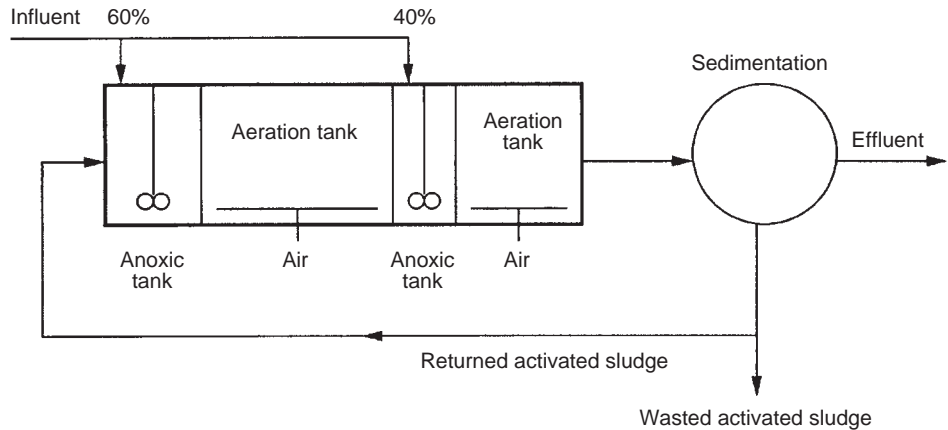 Influent 60% 40%
Sedimentation
Aeration tank
Aeration
tank
Effluent
Anoxic
tank
Air
Anoxic
tank
Air
Returned activated sludge
Wasted activated sludge